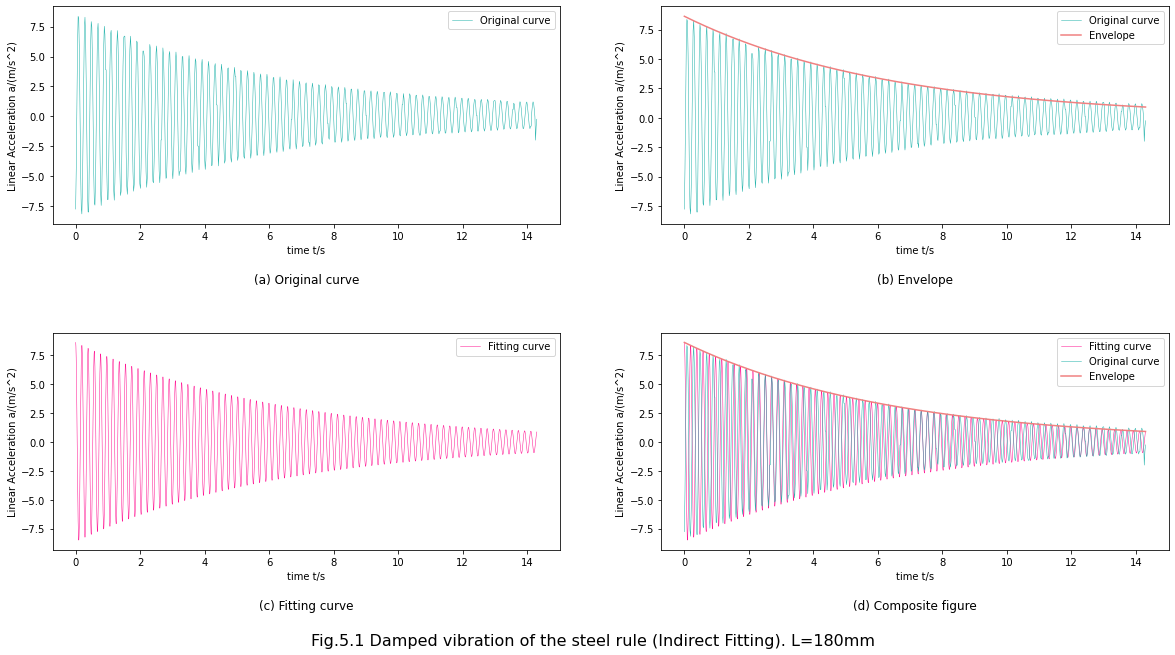 Original curve
Linear Acceleration a/(m/s^2)
7.5
5.0
2.5
0.0
−2.5
−5.0
−7.5
0 2 4 6 8 10 12 14
time t/s
(a) Original curve
Original curve
Envelope
Linear Acceleration a/(m/s^2)
7.5
5.0
2.5
0.0
−2.5
−5.0
−7.5
0 2 4 6 8 10 12 14
time t/s
(b) Envelope
Fitting curve
Linear Acceleration a/(m/s^2)
7.5
5.0
2.5
0.0
−2.5
−5.0
−7.5
0 2 4 6 8 10 12 14
time t/s
(c) Fitting curve
Fitting curve
Original curve
Envelope
Linear Acceleration a/(m/s^2)
7.5
5.0
2.5
0.0
−2.5
−5.0
−7.5
0 2 4 6 8 10 12 14
time t/s
(d) Composite figure
Fig.5.1 Damped vibration of the steel rule (Indirect Fitting). L=180mm